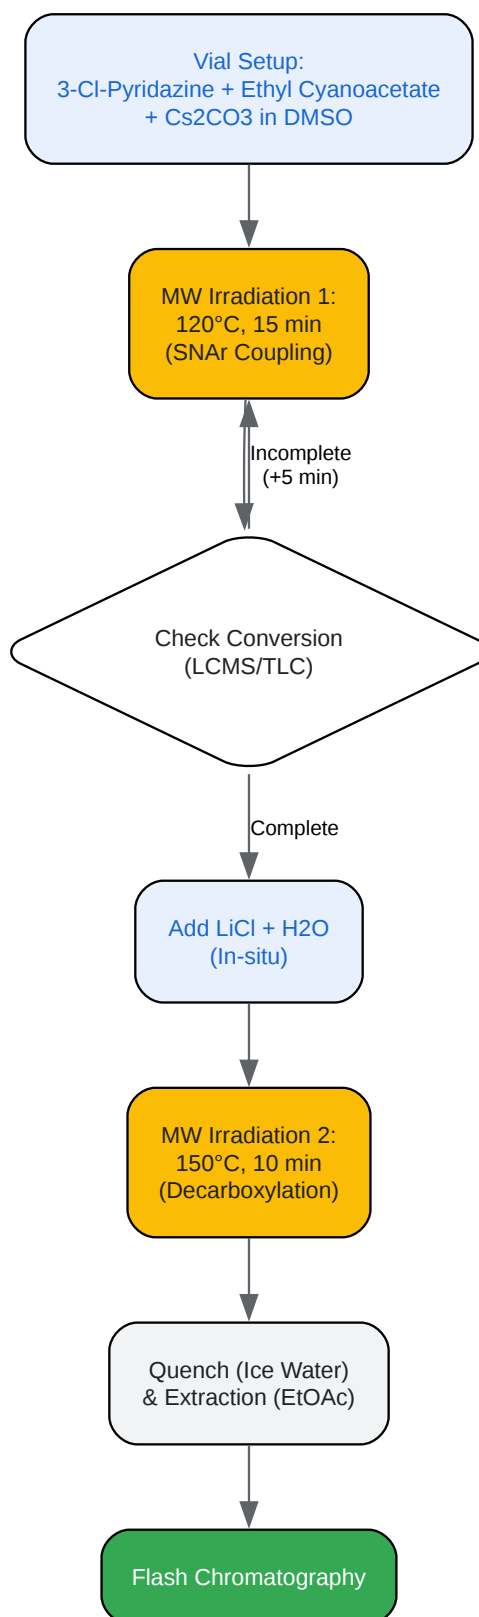 Vial Setup:
3-Cl-Pyridazine + Ethyl Cyanoacetate
+ Cs2CO3 in DMSO
MW Irradiation 1:
120°C, 15 min
(SNAr Coupling)
Incomplete
(+5 min)
Check Conversion
(LCMS/TLC)
Complete
Add LiCl + H2O
(In-situ)
MW Irradiation 2:
150°C, 10 min
(Decarboxylation)
Quench (Ice Water)
& Extraction (EtOAc)
Flash Chromatography